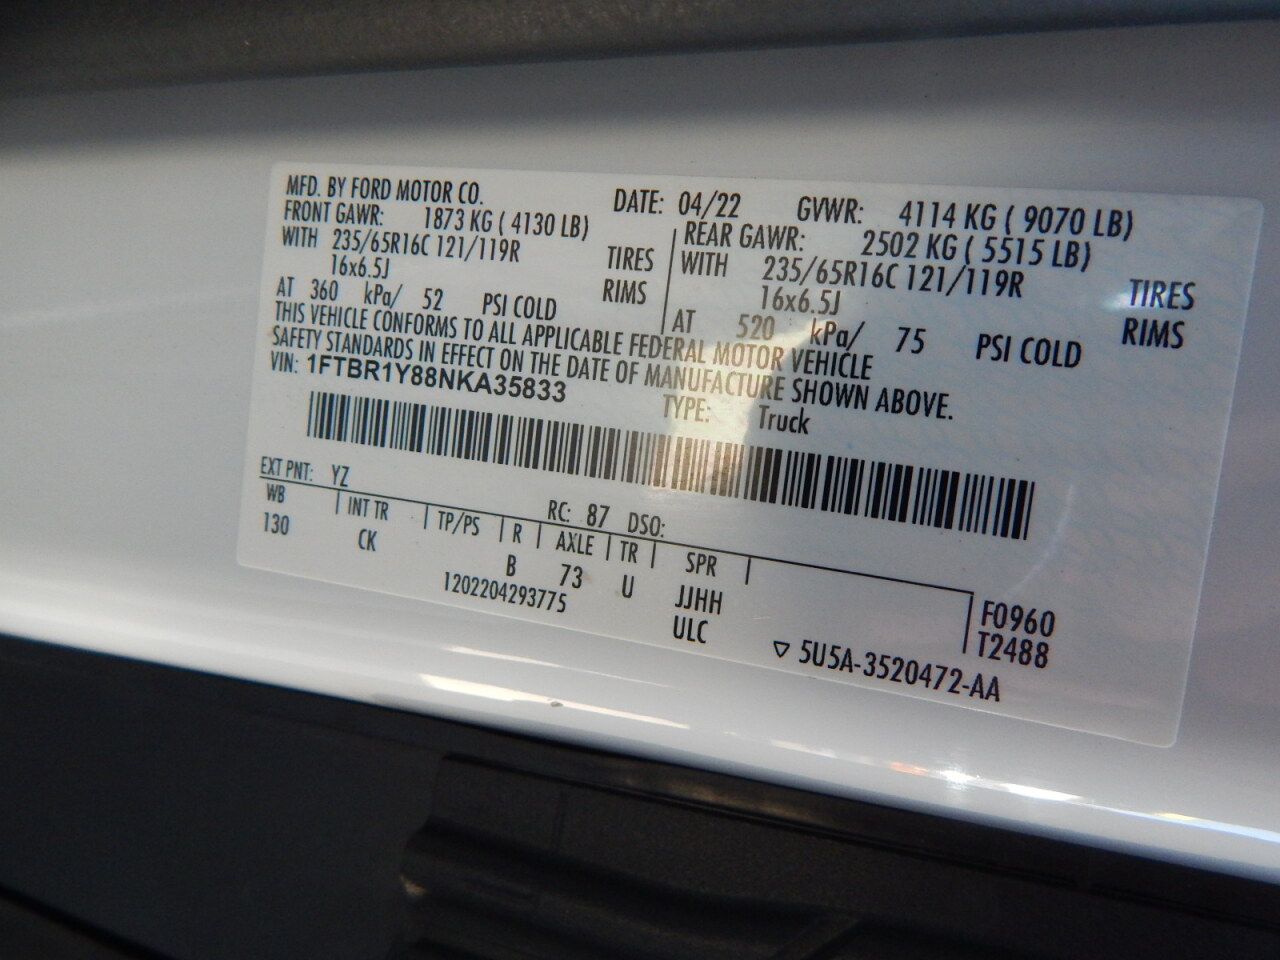 MFD. BY FORD MOTOR CO. DATE: 04/22 GVWR: 4114 KG ( 9070 LB)
FRONT GAWR: 1873 KG ( 4130 LB) REAR GAWR: 2502 KG ( 5515 LB)
WITH 235/65R16C 121/119R TIRES WITH 235/65R16C 121/119R TIRES
16x6.5J RIMS 16x6.5J RIMS
AT 360 kPa/ 52 PSI COLD AT 520 kPa/ 75 PSI COLD
THIS VEHICLE CONFORMS TO ALL APPLICABLE FEDERAL MOTOR VEHICLE
SAFETY STANDARDS IN EFFECT ON THE DATE OF MANUFACTURE SHOWN ABOVE.
VIN: 1FTBR1Y88NKA35833 TYPE: Truck
EXT PNT: YZ RC: 87 DSO:
WB INT TR TP/PS R AXLE TR SPR
130 CK B 73 U JJHH F0960
1202204293775 ULC T2488
▽ 5U5A-3520472-AA